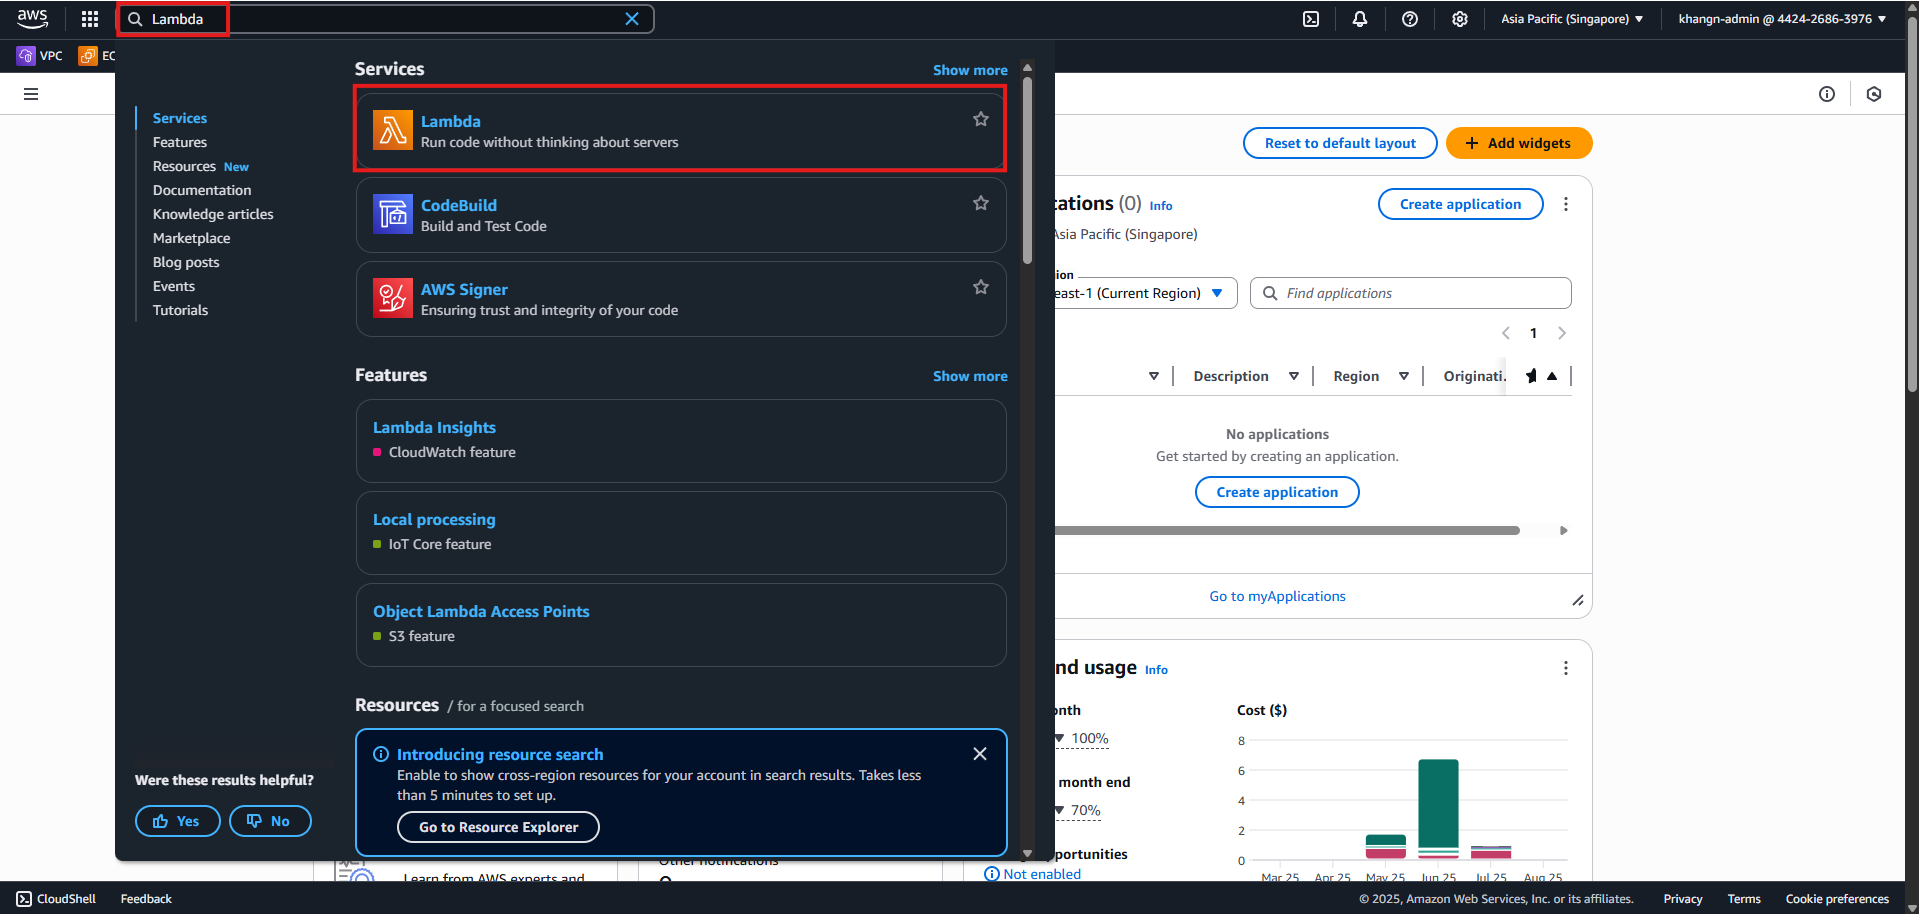 aws
Lambda
Asia Pacific (Singapore)
khangn-admin @ 4424-2686-3976
VPC
EC
Services
Features
Resources New
Documentation
Knowledge articles
Marketplace
Blog posts
Events
Tutorials
Were these results helpful?
Yes
No
Services
Show more
Lambda
Run code without thinking about servers
CodeBuild
Build and Test Code
AWS Signer
Ensuring trust and integrity of your code
Features
Show more
Lambda Insights
CloudWatch feature
Local processing
IoT Core feature
Object Lambda Access Points
S3 feature
Resources / for a focused search
Introducing resource search
Enable to show cross-region resources for your account in search results. Takes less
than 5 minutes to set up.
Go to Resource Explorer
Reset to default layout
Add widgets
cations (0) Info
Create application
Asia Pacific (Singapore)
ion
east-1 (Current Region)
Find applications
1
Description
Region
Originati.
No applications
Get started by creating an application.
Create application
Go to myApplications
nd usage Info
onth
100%
month end
70%
pportunities
Not enabled
Cost ($)
8
6
4
2
0
Mar 25
Apr 25
May 25
Jun 25
Jul 25
Aug 25
Other notifications
Learn from AWS experts and
CloudShell
Feedback
© 2025, Amazon Web Services, Inc. or its affiliates.
Privacy
Terms
Cookie preferences